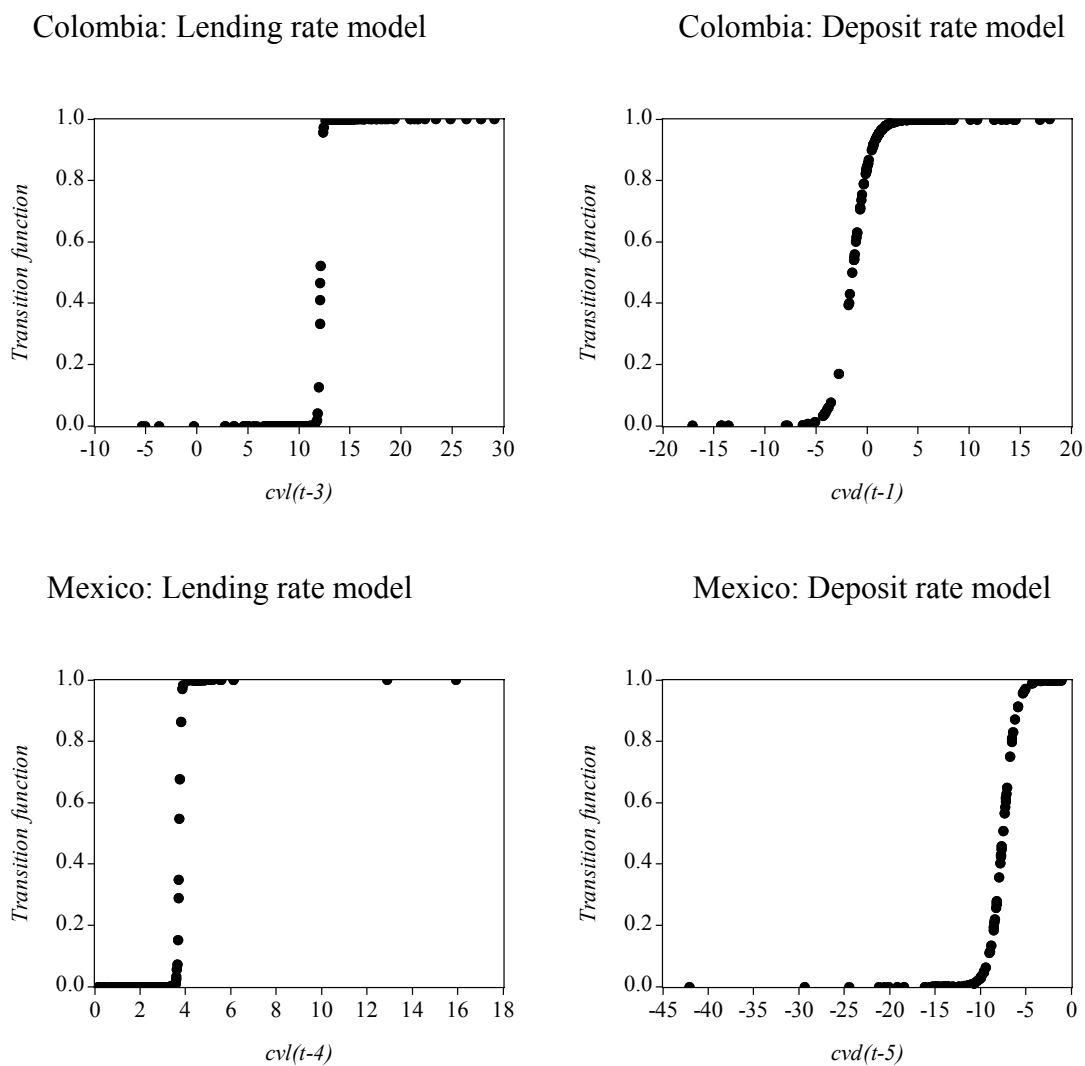 Colombia: Lending rate model
Colombia: Deposit rate model
Transition function
1.0
0.8
0.6
0.4
0.2
0.0
-10 -5 0 5 10 15 20 25 30
cvl(t-3)
Transition function
1.0
0.8
0.6
0.4
0.2
0.0
-20 -15 -10 -5 0 5 10 15 20
cvd(t-1)
Mexico: Lending rate model
Mexico: Deposit rate model
Transition function
1.0
0.8
0.6
0.4
0.2
0.0
0 2 4 6 8 10 12 14 16 18
cvl(t-4)
Transition function
1.0
0.8
0.6
0.4
0.2
0.0
-45 -40 -35 -30 -25 -20 -15 -10 -5 0
cvd(t-5)